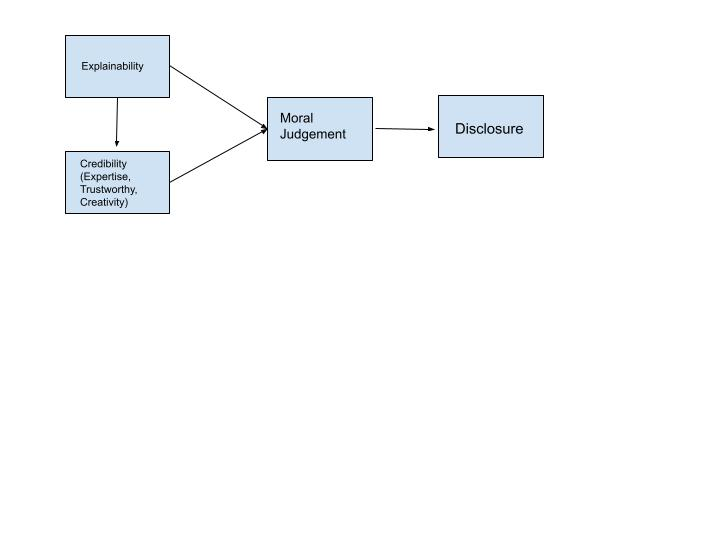 Explainability
Credibility
(Expertise,
Trustworthy,
Creativity)
Moral
Judgement
Disclosure